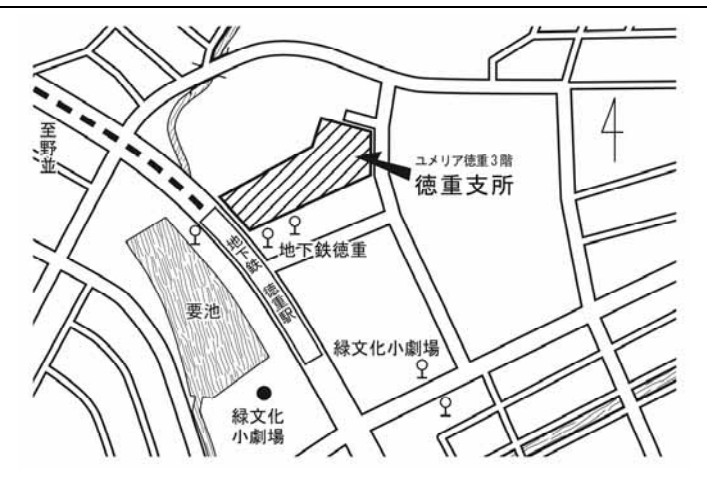 至野並
ユメリア徳重3階
徳重支所
地下鉄徳重
地下鉄
徳重駅
要池
緑文化小劇場
緑文化
小劇場